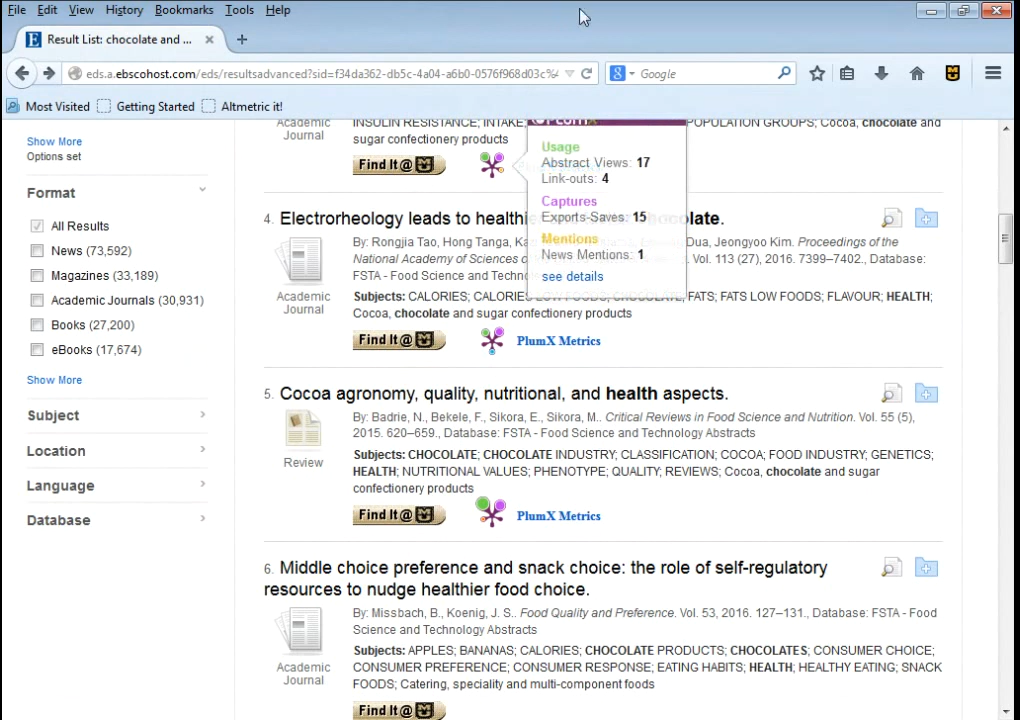 File Edit View History Bookmarks Tools Help
Result List: chocolate and ...
eds.a.ebscohost.com/eds/resultsadvanced?sid=f34da362-db5c-4a04-a6b0-0576f968d03c%
Google
Most Visited Getting Started Altmetric it!
Show More
Options set
Format
All Results
News (73,592)
Magazines (33,189)
Academic Journals (30,931)
Books (27,200)
eBooks (17,674)
Show More
Subject
Location
Language
Database
Academic
Journal
INSULIN RESISTANCE; INTAKE; POPULATION GROUPS; Cocoa, chocolate and
sugar confectionery products
Find It@
Usage
Abstract Views: 17
Link-outs: 4
Captures
Exports-Saves: 15
Mentions
News Mentions: 1
see details
4. Electrorheology leads to healthi chocolate.
By: Rongjia Tao, Hong Tanga, Dua, Jeongyoo Kim. Proceedings of the
National Academy of Sciences Vol. 113 (27), 2016. 7399–7402., Database:
FSTA - Food Science and Techn
Academic
Journal
Subjects: CALORIES; CALORIES LOW FOODS; CHOCOLATE; FATS; FATS LOW FOODS; FLAVOUR; HEALTH;
Cocoa, chocolate and sugar confectionery products
Find It@ PlumX Metrics
5. Cocoa agronomy, quality, nutritional, and health aspects.
By: Badrie, N., Bekele, F., Sikora, E., Sikora, M.. Critical Reviews in Food Science and Nutrition. Vol. 55 (5),
2015. 620–659., Database: FSTA - Food Science and Technology Abstracts
Review
Subjects: CHOCOLATE; CHOCOLATE INDUSTRY; CLASSIFICATION; COCOA; FOOD INDUSTRY; GENETICS;
HEALTH; NUTRITIONAL VALUES; PHENOTYPE; QUALITY; REVIEWS; Cocoa, chocolate and sugar
confectionery products
Find It@ PlumX Metrics
6. Middle choice preference and snack choice: the role of self-regulatory
resources to nudge healthier food choice.
By: Missbach, B., Koenig, J. S.. Food Quality and Preference. Vol. 53, 2016. 127–131., Database: FSTA - Food
Science and Technology Abstracts
Academic
Journal
Subjects: APPLES; BANANAS; CALORIES; CHOCOLATE PRODUCTS; CHOCOLATES; CONSUMER CHOICE;
CONSUMER PREFERENCE; CONSUMER RESPONSE; EATING HABITS; HEALTH; HEALTHY EATING; SNACK
FOODS; Catering, speciality and multi-component foods
Find It@